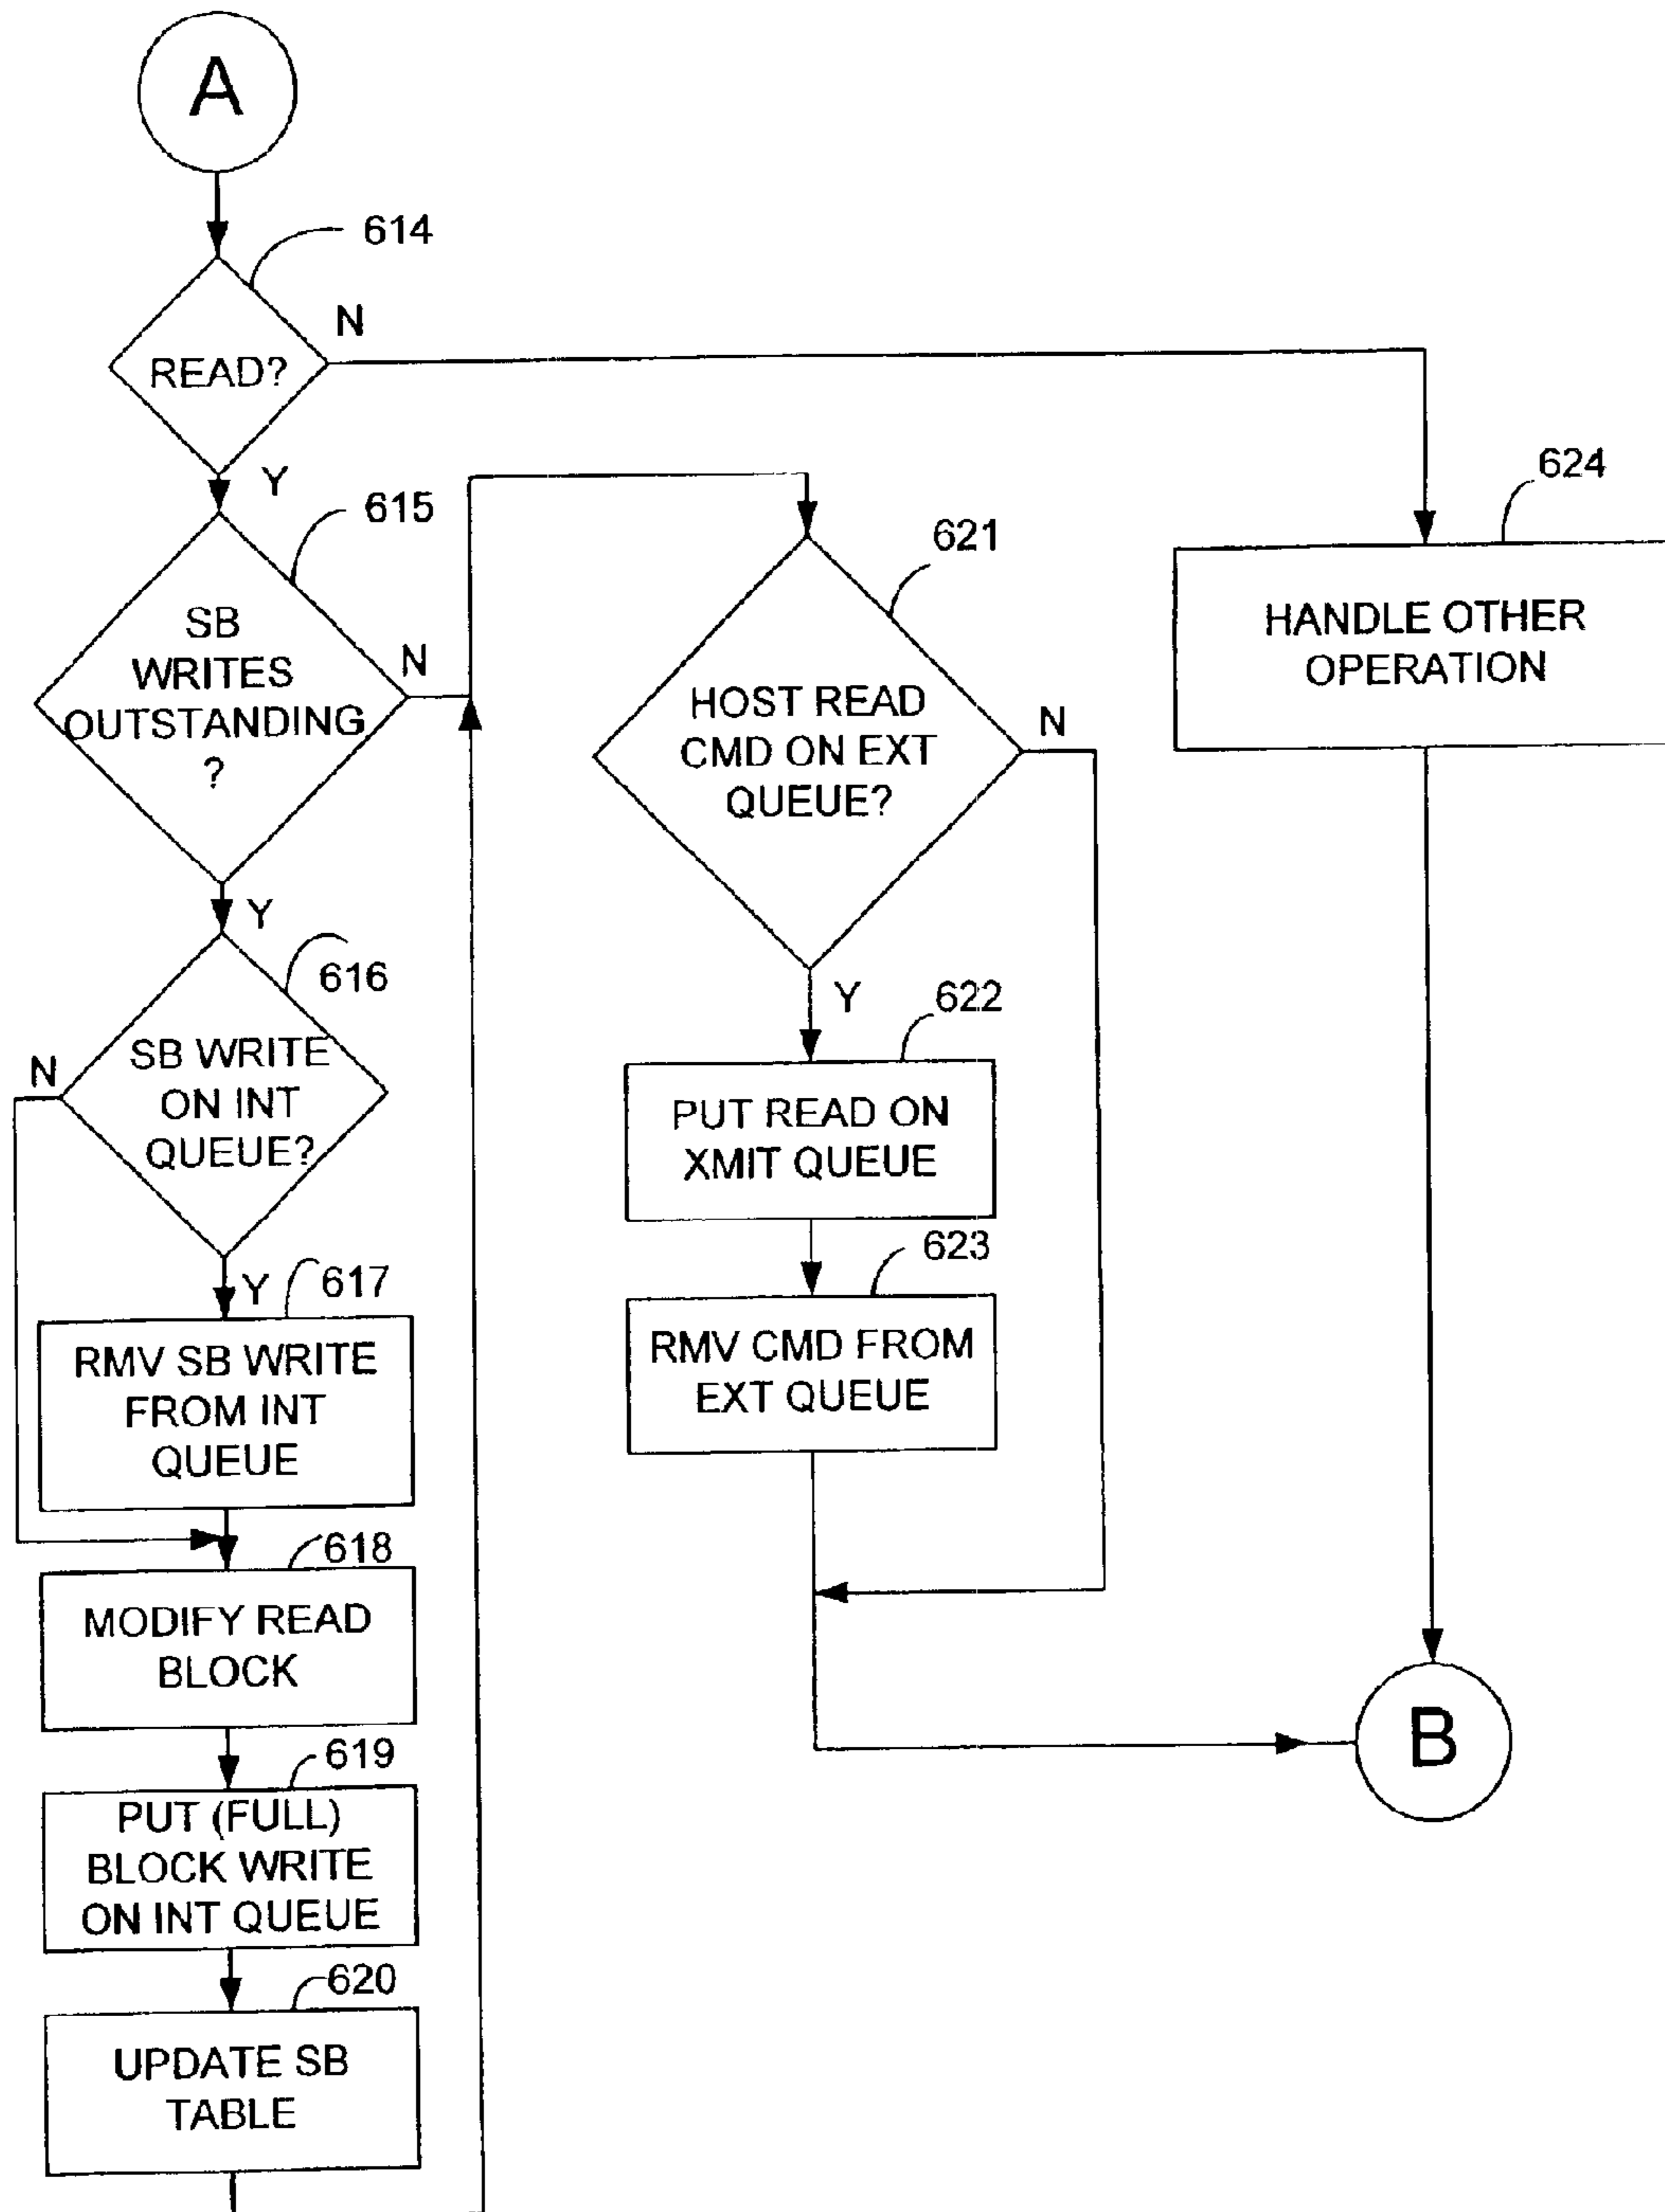 A
614
READ?
N
Y
615
SB
WRITES
OUTSTANDING
?
N
Y
616
SB WRITE
ON INT
QUEUE?
N
Y
617
RMV SB WRITE
FROM INT
QUEUE
618
MODIFY READ
BLOCK
619
PUT (FULL)
BLOCK WRITE
ON INT QUEUE
620
UPDATE SB
TABLE
621
HOST READ
CMD ON EXT
QUEUE?
N
Y
622
PUT READ ON
XMIT QUEUE
623
RMV CMD FROM
EXT QUEUE
624
HANDLE OTHER
OPERATION
B